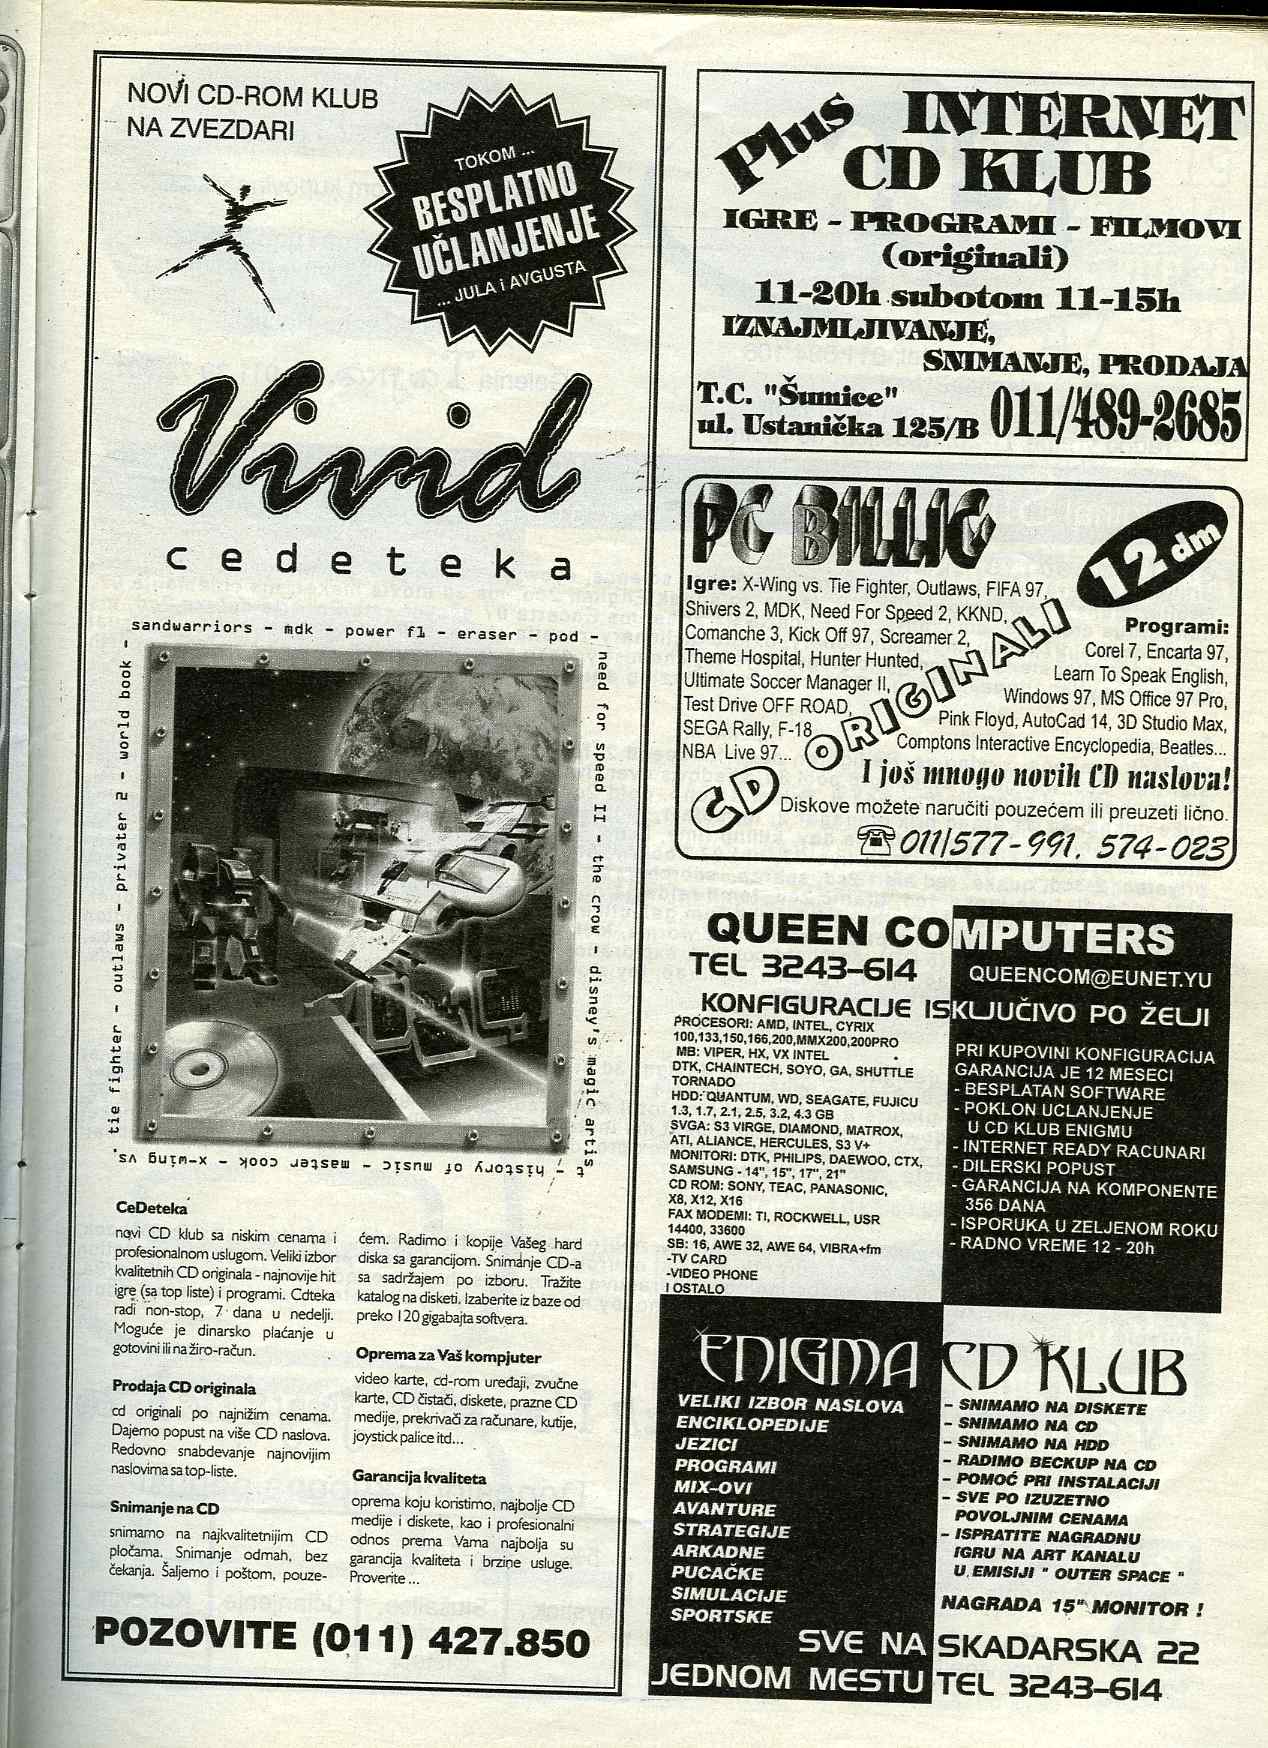 NOVI CD-ROM KLUB
NA ZVEZDARI
TOKOM ...
BESPLATNO
UČLANJENJE
... JULA i AVGUSTA
Vivid
cedeteka
sandwarriors - mdk - power f1 - eraser - pod -
need for speed II - the crow - disney's magic artis
t - history of music - master cook - x-wing vs.
tie fighter - outlaws - privater 2 - world book -
CeDeteka
novi CD klub sa niskim cenama i
profesionalnom uslugom. Veliki izbor
kvalitetnih CD originala - najnovije hit
igre (sa top liste) i programi. Cdteka
radi non-stop, 7 dana u nedelji.
Moguće je dinarsko plaćanje u
gotovini ili na žiro-račun.
Prodaja CD originala
cd originali po najnižim cenama.
Dajemo popust na više CD naslova.
Redovno snabdevanje najnovijim
naslovima sa top-liste.
Snimanje na CD
snimamo na najkvalitetnijim CD
pločama. Snimanje odmah, bez
čekanja. Šaljemo i poštom, pouze-
ćem. Radimo i kopije Vašeg hard
diska sa garancijom. Snimanje CD-a
sa sadržajem po izboru. Tražite
katalog na disketi. Izaberite iz baze od
preko 120 gigabajta softvera.
Oprema za Vaš kompjuter
video karte, cd-rom uređaji, zvučne
karte, CD čistači, diskete, prazne CD
medije, prekrivači za računare, kutije,
joystick palice itd...
Garancija kvaliteta
oprema koju koristimo, najbolje CD
medije i diskete, kao i profesionalni
odnos prema Vama najbolja su
garancija kvaliteta i brzine usluge.
Proverite ...
POZOVITE (011) 427.850
Plus INTERNET
CD KLUB
IGRE - PROGRAMI - FILMOVI
(originali)
11-20h subotom 11-15h
IZNAJMLJIVANJE,
SNIMANJE, PRODAJA
T.C. "Šumice"
ul. Ustanička 125/B 011/489-2685
PC BILLIG
12 dm
Igre: X-Wing vs. Tie Fighter, Outlaws, FIFA 97,
Shivers 2, MDK, Need For Speed 2, KKND,
Comanche 3, Kick Off 97, Screamer 2,
Theme Hospital, Hunter Hunted,
Ultimate Soccer Manager II,
Test Drive OFF ROAD,
SEGA Rally, F-18
NBA Live 97...
CD ORIGINALI
Programi:
Corel 7, Encarta 97,
Learn To Speak English,
Windows 97, MS Office 97 Pro,
Pink Floyd, AutoCad 14, 3D Studio Max,
Comptons Interactive Encyclopedia, Beatles...
I još mnogo novih CD naslova!
Diskove možete naručiti pouzećem ili preuzeti lično.
011/577-991, 574-023
QUEEN COMPUTERS
TEL 3243-614
QUEENCOM@EUNET.YU
KONFIGURACIJE ISKLJUČIVO PO ŽELJI
PROCESORI: AMD, INTEL, CYRIX
100,133,150,166,200,MMX200,200PRO
MB: VIPER, HX, VX INTEL
DTK, CHAINTECH, SOYO, GA, SHUTTLE
TORNADO
HDD: QUANTUM, WD, SEAGATE, FUJICU
1.3, 1.7, 2.1, 2.5, 3.2, 4.3 GB
SVGA: S3 VIRGE, DIAMOND, MATROX,
ATI, ALIANCE, HERCULES, S3 V+
MONITORI: DTK, PHILIPS, DAEWOO, CTX,
SAMSUNG - 14", 15", 17", 21"
CD ROM: SONY, TEAC, PANASONIC,
X8, X12, X16
FAX MODEMI: TI, ROCKWELL, USR
14400, 33600
SB: 16, AWE 32, AWE 64, VIBRA+fm
-TV CARD
-VIDEO PHONE
I OSTALO
PRI KUPOVINI KONFIGURACIJA
GARANCIJA JE 12 MESECI
- BESPLATAN SOFTWARE
- POKLON UCLANJENJE
U CD KLUB ENIGMU
- INTERNET READY RACUNARI
- DILERSKI POPUST
- GARANCIJA NA KOMPONENTE
356 DANA
- ISPORUKA U ZELJENOM ROKU
- RADNO VREME 12 - 20h
ENIGMA CD KLUB
VELIKI IZBOR NASLOVA
ENCIKLOPEDIJE
JEZICI
PROGRAMI
MIX-OVI
AVANTURE
STRATEGIJE
ARKADNE
PUCAČKE
SIMULACIJE
SPORTSKE
- SNIMAMO NA DISKETE
- SNIMAMO NA CD
- SNIMAMO NA HDD
- RADIMO BECKUP NA CD
- POMOĆ PRI INSTALACIJI
- SVE PO IZUZETNO
POVOLJNIM CENAMA
- ISPRATITE NAGRADNU
IGRU NA ART KANALU
U EMISIJI " OUTER SPACE "
NAGRADA 15" MONITOR !
SVE NA SKADARSKA 22
JEDNOM MESTU TEL 3243-614